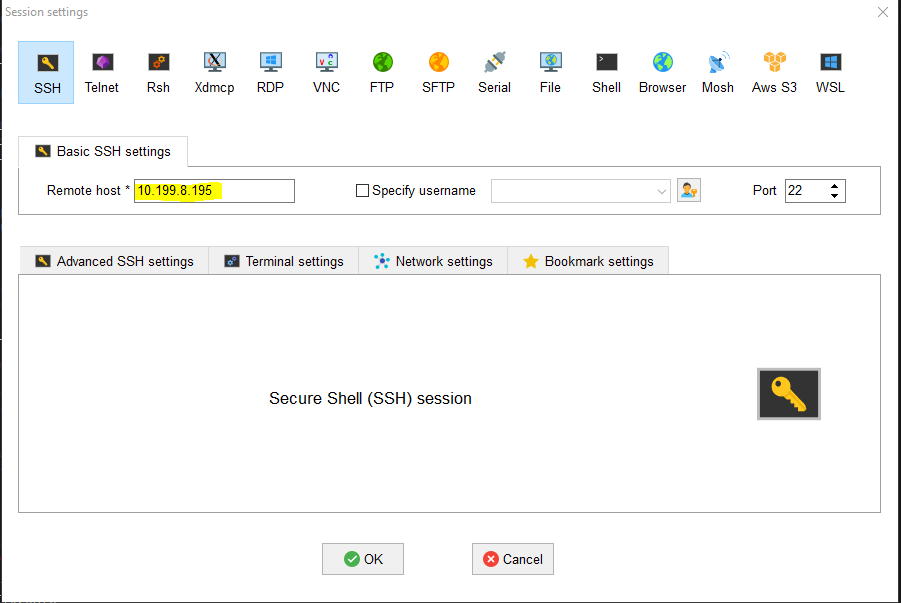 Session settings
SSH Telnet Rsh Xdmcp RDP VNC FTP SFTP Serial File Shell Browser Mosh Aws S3 WSL
Basic SSH settings
Remote host * 10.199.8.195 Specify username Port 22
Advanced SSH settings Terminal settings Network settings Bookmark settings
Secure Shell (SSH) session
OK Cancel